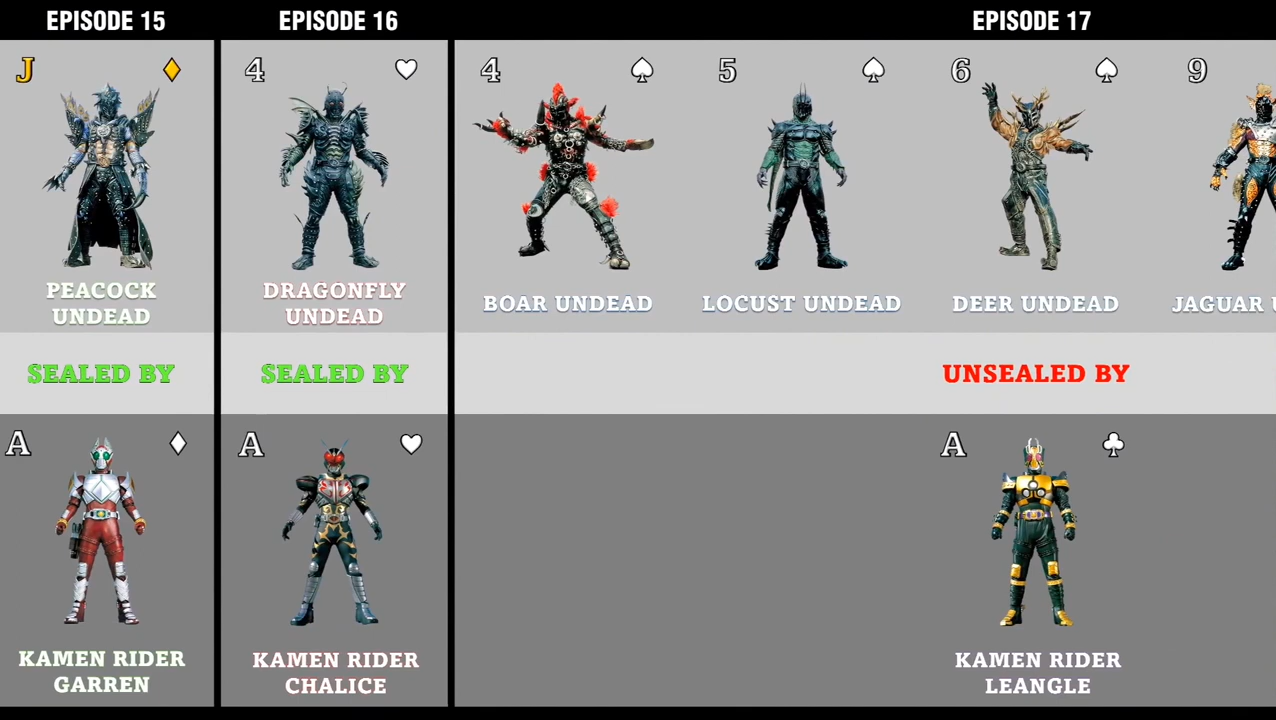 EPISODE 15
EPISODE 16
EPISODE 17
J ♦
4 ♥
4 ♠
5 ♠
6 ♠
9
PEACOCK
UNDEAD
DRAGONFLY
UNDEAD
BOAR UNDEAD
LOCUST UNDEAD
DEER UNDEAD
JAGUAR
SEALED BY
SEALED BY
UNSEALED BY
A ♦
A ♥
A ♣
KAMEN RIDER
GARREN
KAMEN RIDER
CHALICE
KAMEN RIDER
LEANGLE